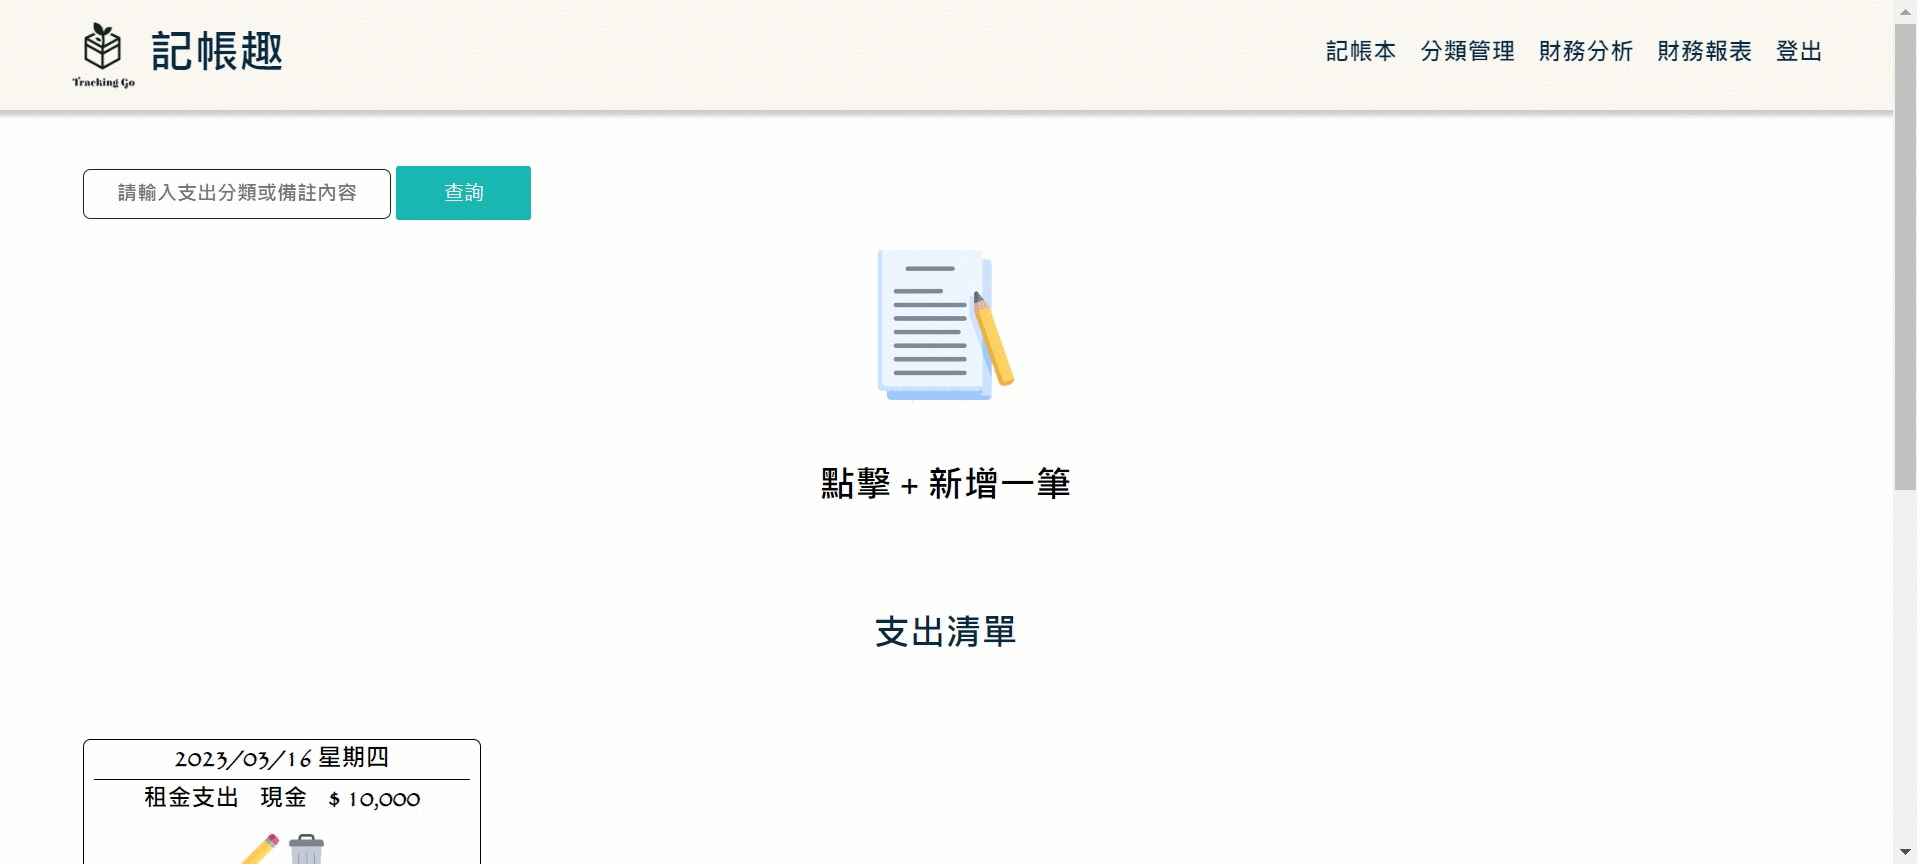 Tracking Go
記帳趣
記帳本 分類管理 財務分析 財務報表 登出
請輸入支出分類或備註內容
查詢
點擊 + 新增一筆
支出清單
2023/03/16 星期四
租金支出 現金 $ 10,000